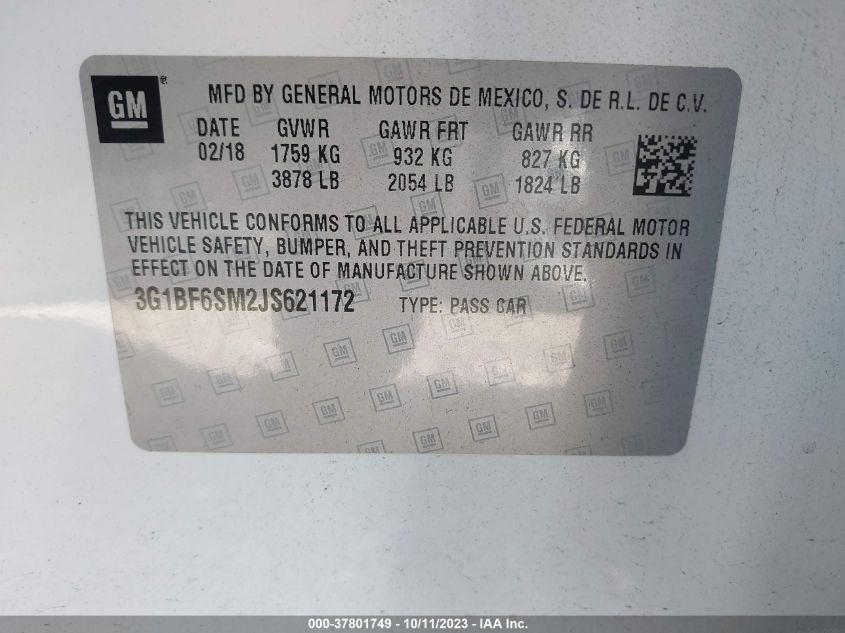 GM
MFD BY GENERAL MOTORS DE MEXICO, S. DE R.L. DE C.V.
DATE GVWR GAWR FRT GAWR RR
02/18 1759 KG 932 KG 827 KG
3878 LB 2054 LB 1824 LB
THIS VEHICLE CONFORMS TO ALL APPLICABLE U.S. FEDERAL MOTOR
VEHICLE SAFETY, BUMPER, AND THEFT PREVENTION STANDARDS IN
EFFECT ON THE DATE OF MANUFACTURE SHOWN ABOVE.
3G1BF6SM2JS621172 TYPE: PASS CAR
000-37801749 - 10/11/2023 - IAA Inc.